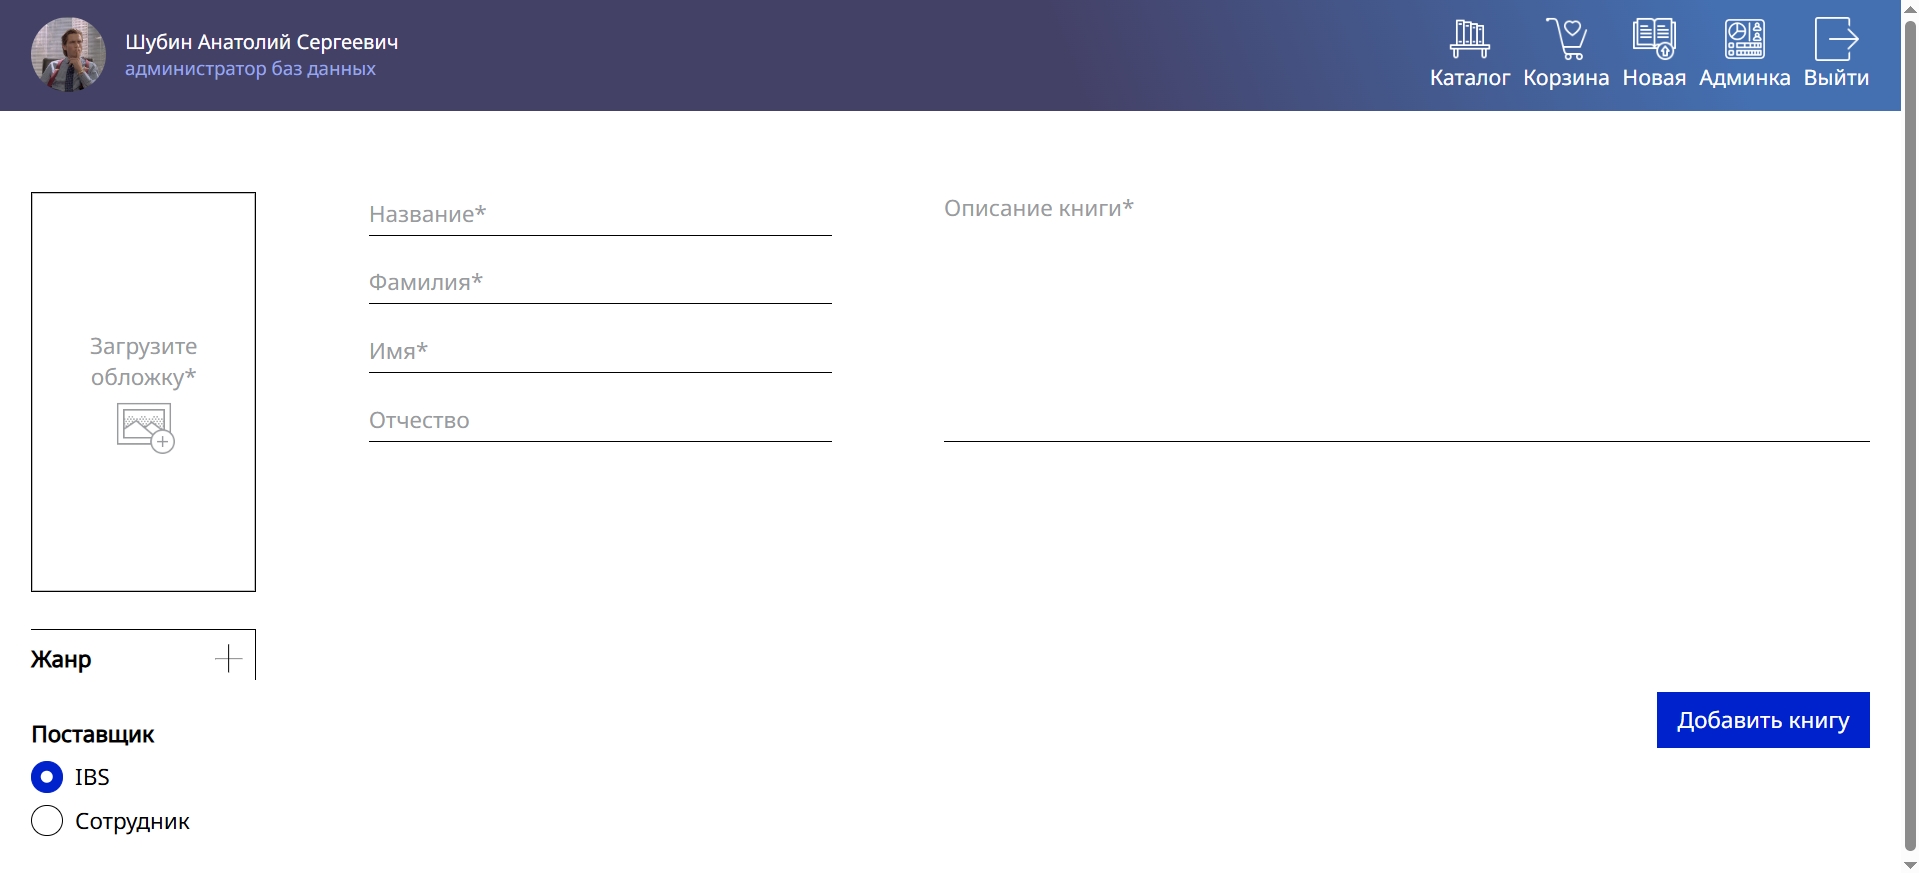 Шубин Анатолий Сергеевич
администратор баз данных
Каталог
Корзина
Новая
Админка
Выйти
Загрузите
обложку*
Название*
Фамилия*
Имя*
Отчество
Описание книги*
Жанр
Поставщик
IBS
Сотрудник
Добавить книгу